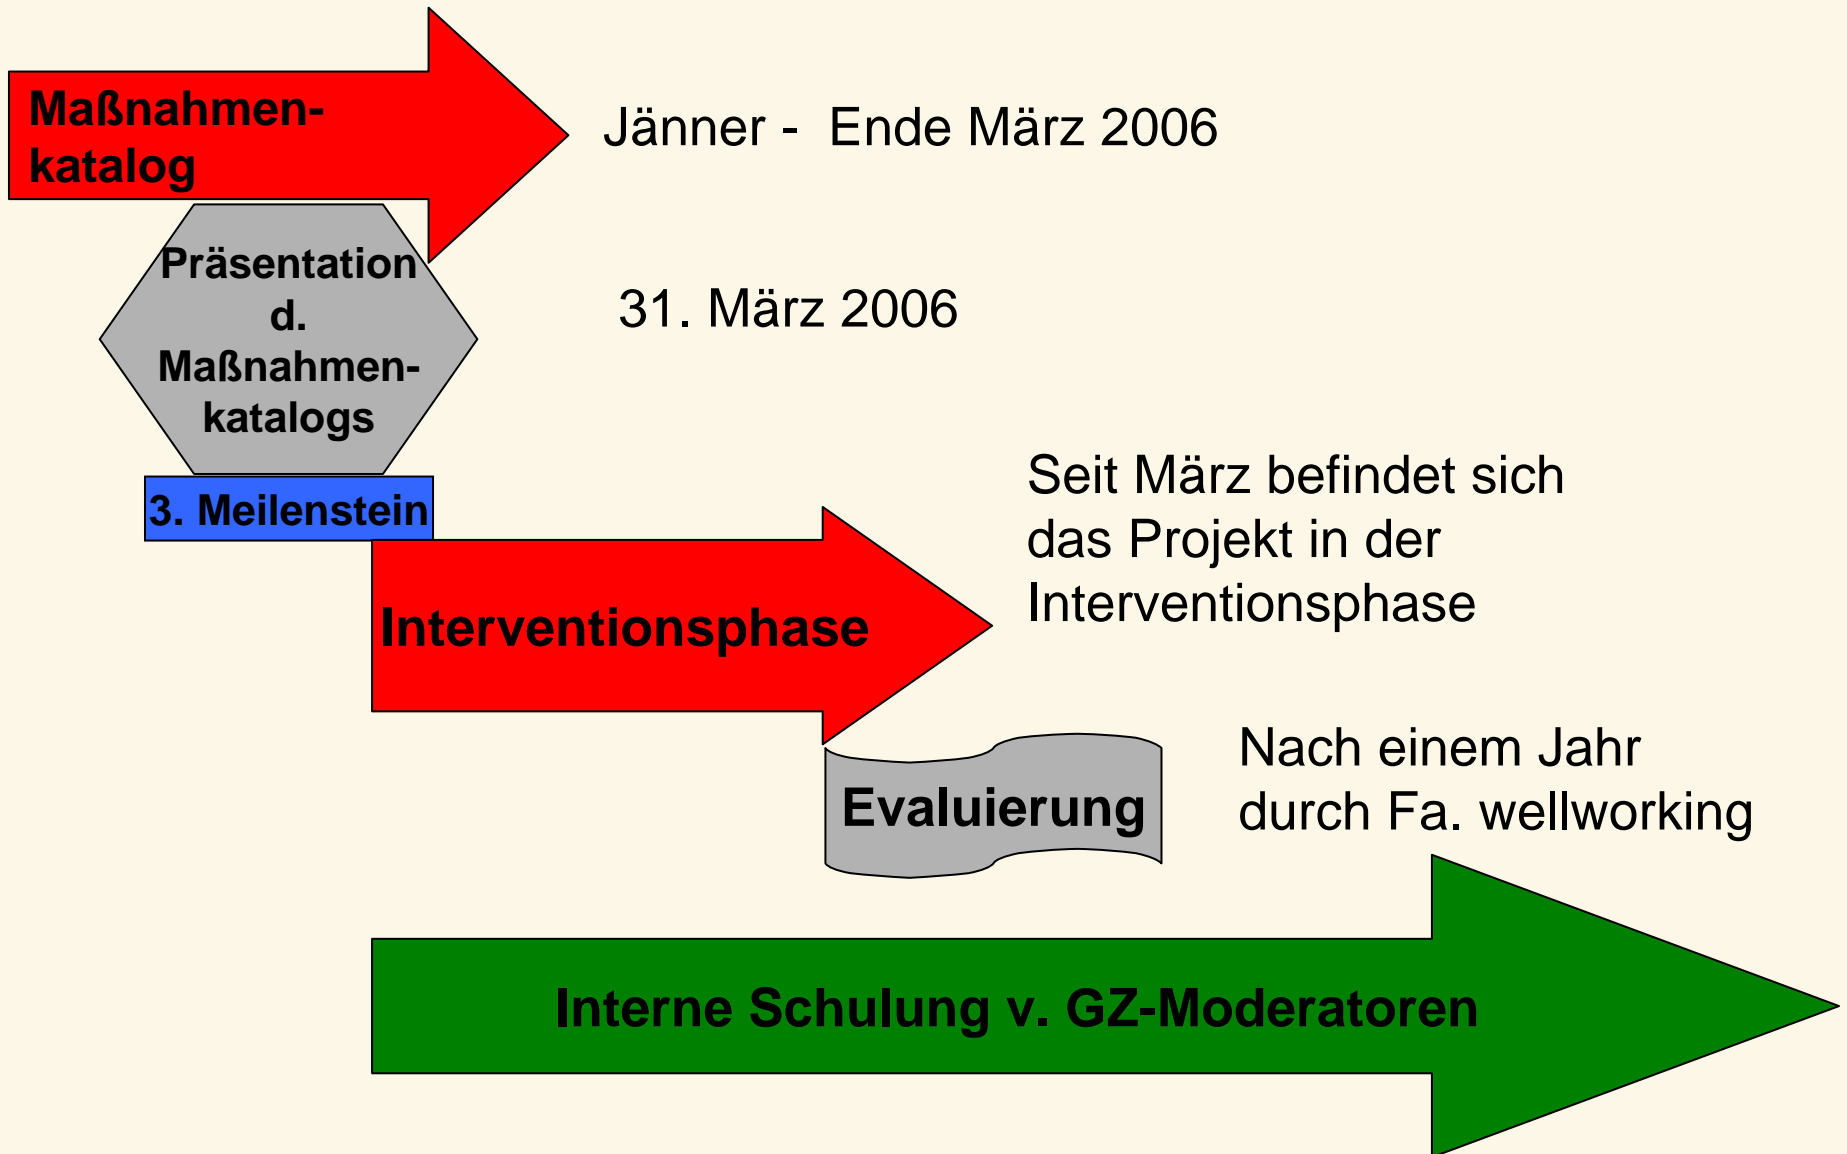 Maßnahmen-
katalog
Jänner - Ende März 2006
Präsentation
d.
Maßnahmen-
katalogs
31. März 2006
3. Meilenstein
Seit März befindet sich
das Projekt in der
Interventionsphase
Interventionsphase
Evaluierung
Nach einem Jahr
durch Fa. wellworking
Interne Schulung v. GZ-Moderatoren